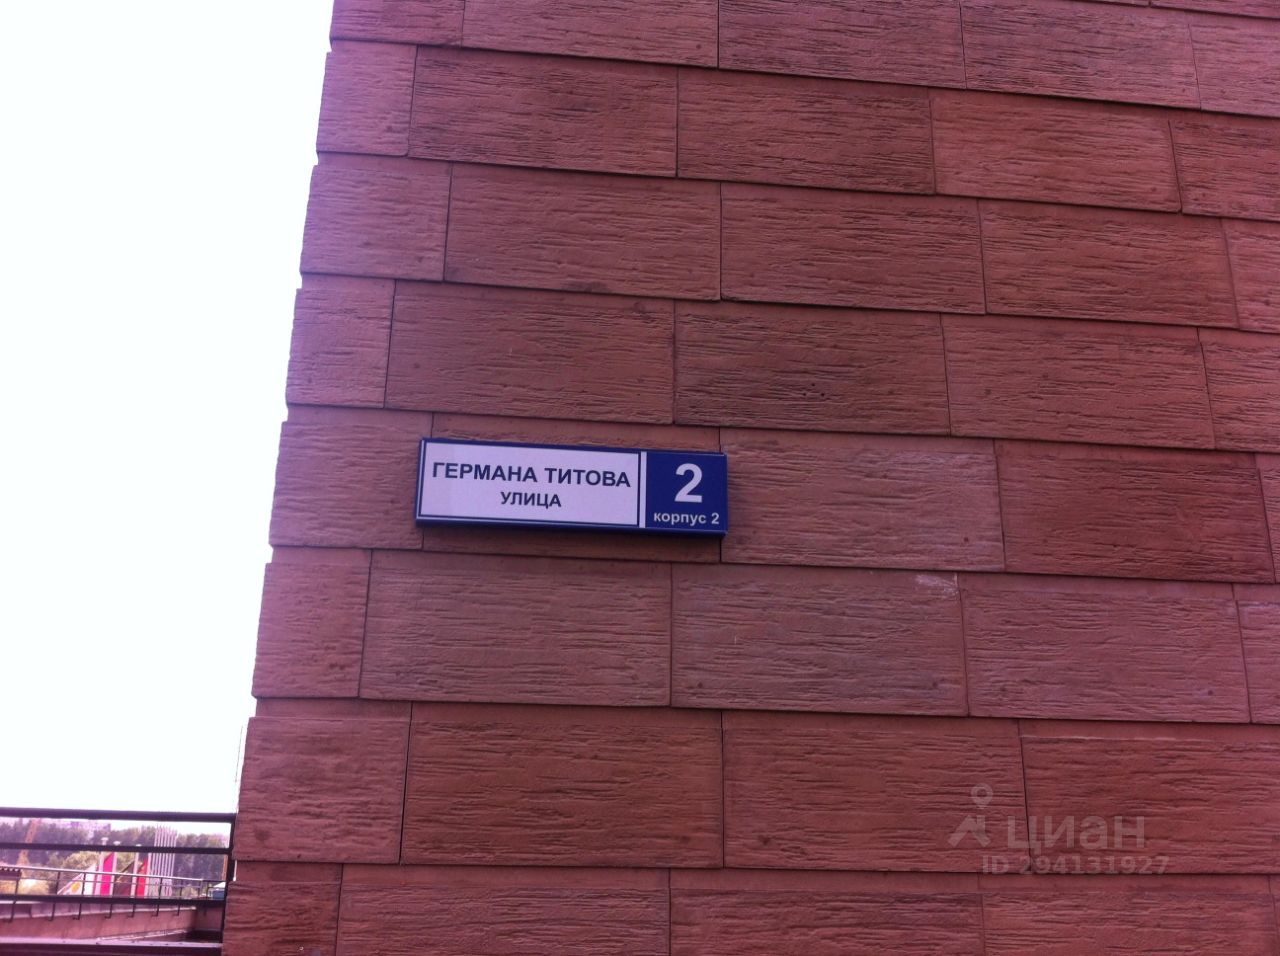 ГЕРМАНА ТИТОВА
УЛИЦА
2
корпус 2
циан
ID 294131927